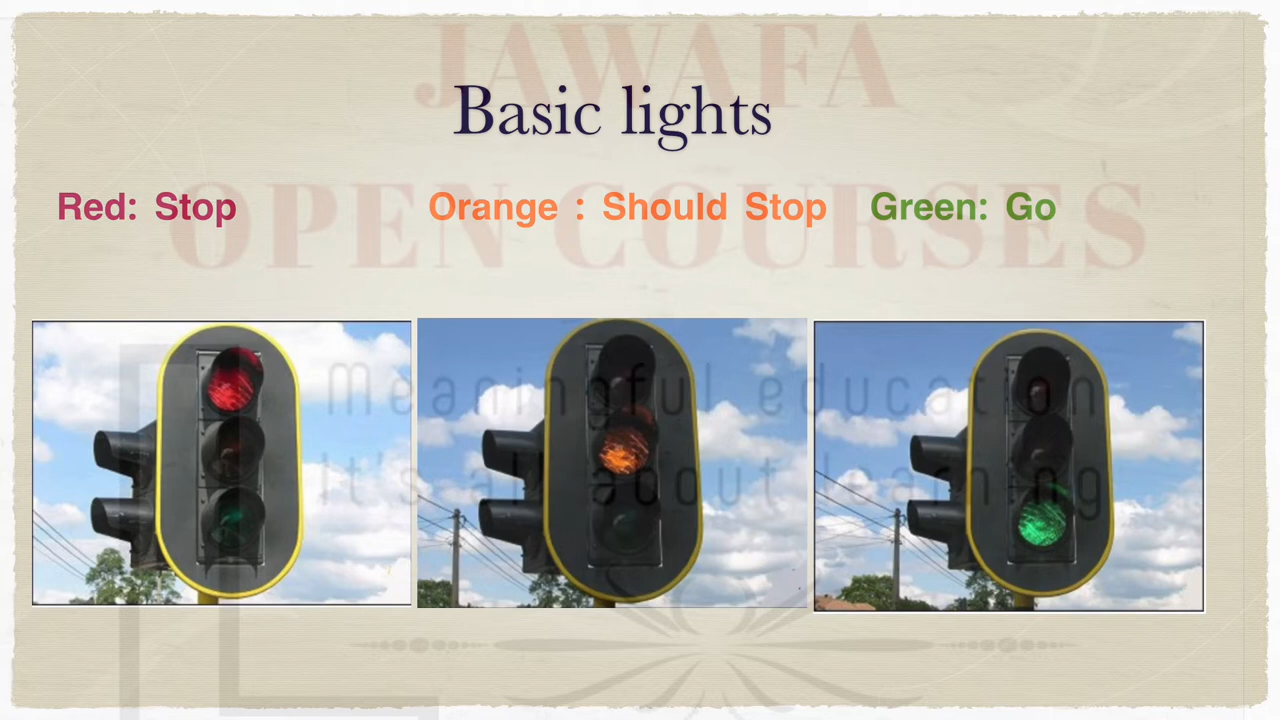 JAWAFA
Basic lights
OPEN COURSES
Red: Stop
Orange : Should Stop
Green: Go
Meaningful education
It's all about learning